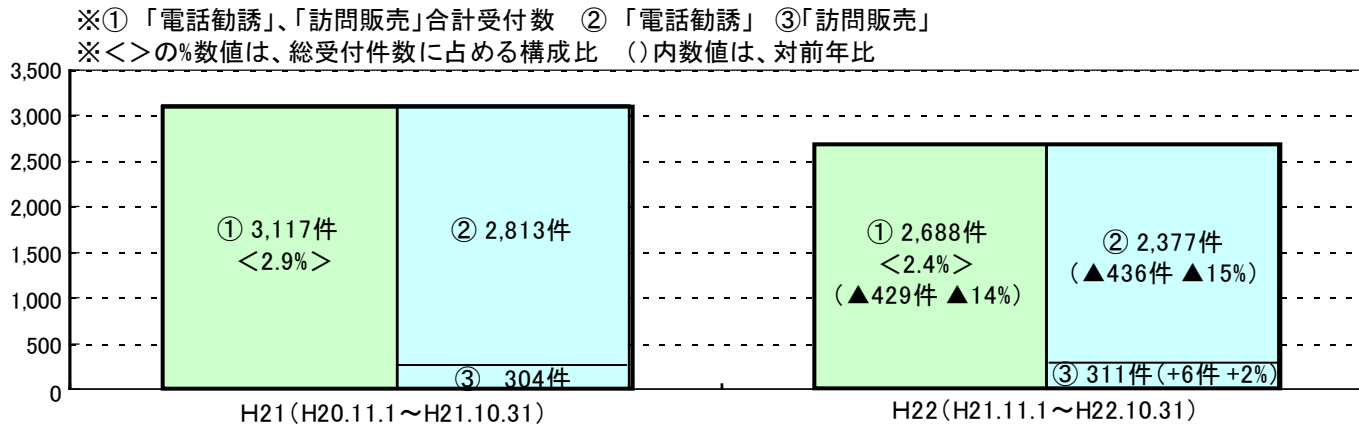 ※① 「電話勧誘」、「訪問販売」合計受付数 ② 「電話勧誘」 ③「訪問販売」
※＜＞の%数値は、総受付件数に占める構成比 （）内数値は、対前年比
3,500
3,000
2,500
2,000
1,500
1,000
500
0
① 3,117件
＜2.9%＞
② 2,813件
③ 304件
① 2,688件
＜2.4%＞
（▲429件 ▲14%）
② 2,377件
（▲436件 ▲15%）
③ 311件（+6件 +2%）
H21（H20.11.1～H21.10.31）
H22（H21.11.1～H22.10.31）